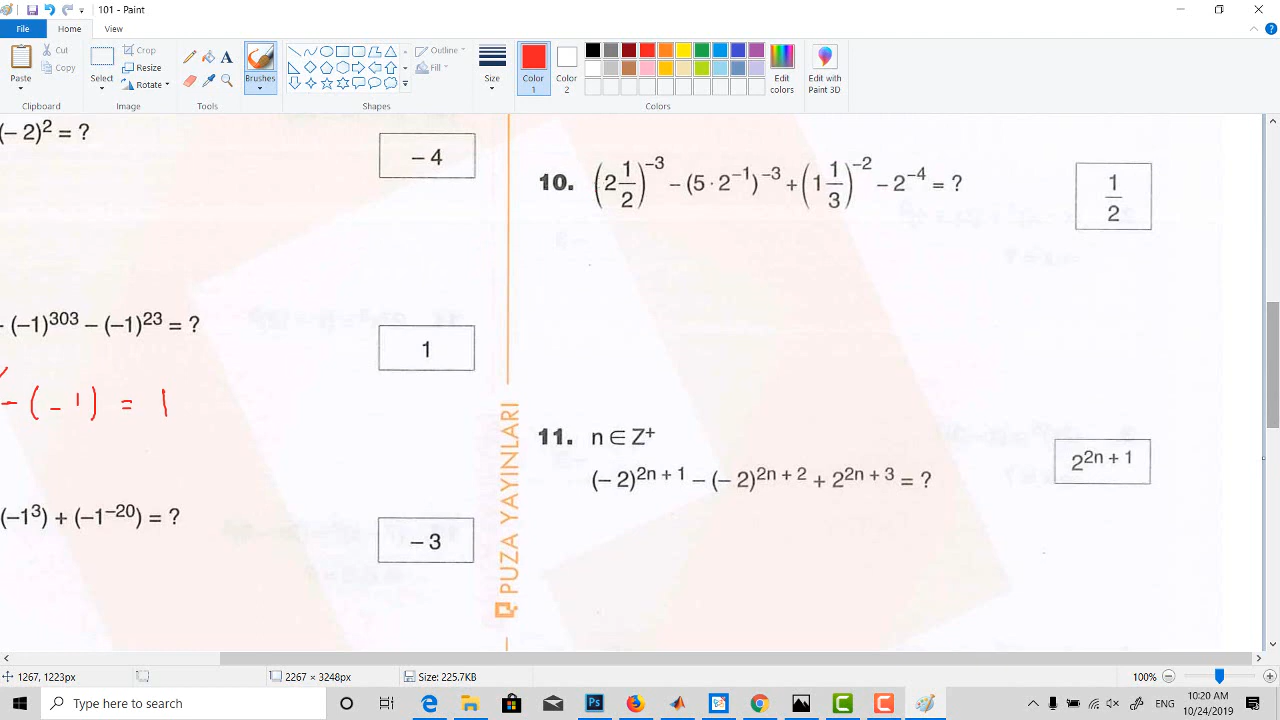 101 - Paint
File
Home
View
Paste
Cut
Copy
Clipboard
Select
Crop
Resize
Rotate
Image
Tools
Brushes
Shapes
Outline
Fill
Size
Color
1
Color
2
Edit
colors
Edit with
Paint 3D
Colors
(– 2)² = ?
– 4
(–1)³⁰³ – (–1)²³ = ?
1
– (– 1) = 1
(–1³) + (–1⁻²⁰) = ?
– 3
PUZA YAYINLARI
10. (2 1/2)⁻³ – (5 · 2⁻¹)⁻³ + (1 1/3)⁻² – 2⁻⁴ = ?
1/2
11. n ∈ Z⁺
(– 2)²ⁿ ⁺ ¹ – (– 2)²ⁿ ⁺ ² + 2²ⁿ ⁺ ³ = ?
2²ⁿ ⁺ ¹
1267, 1223px
2267 × 3248px
Size: 225.7KB
100%
Type here to search
ENG
10:20 AM
10/24/2019